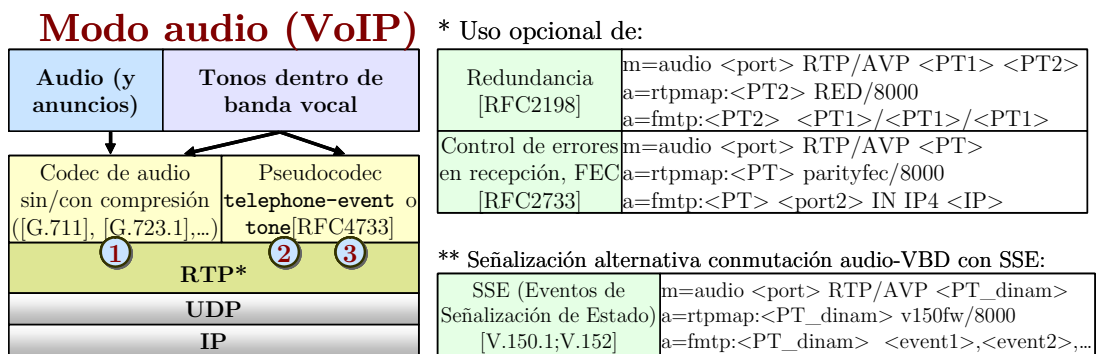 Modo audio (VoIP)
Audio (y
anuncios)
Tonos dentro de
banda vocal
Codec de audio
sin/con compresión
([G.711], [G.723.1],…)
Pseudocodec
telephone-event o
tone[RFC4733]
1
2
3
RTP*
UDP
IP
* Uso opcional de:
Redundancia
[RFC2198]
m=audio <port> RTP/AVP <PT1> <PT2>
a=rtpmap:<PT2> RED/8000
a=fmtp:<PT2> <PT1>/<PT1>/<PT1>
Control de errores
en recepción, FEC
[RFC2733]
m=audio <port> RTP/AVP <PT>
a=rtpmap:<PT> parityfec/8000
a=fmtp:<PT> <port2> IN IP4 <IP>
** Señalización alternativa conmutación audio-VBD con SSE:
SSE (Eventos de
Señalización de Estado)
[V.150.1;V.152]
m=audio <port> RTP/AVP <PT_dinam>
a=rtpmap:<PT_dinam> v150fw/8000
a=fmtp:<PT_dinam> <event1>,<event2>,…